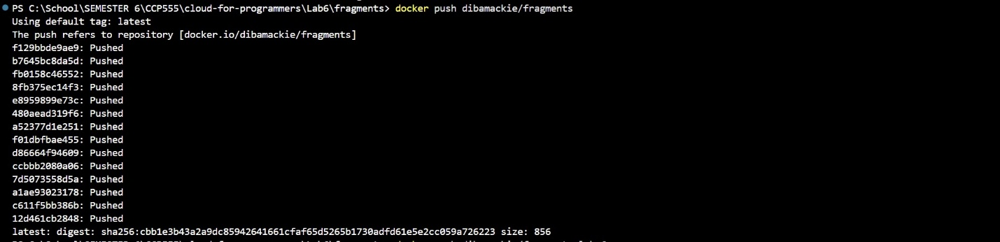 PS C:\School\SEMESTER 6\CCP555\cloud-for-programmers\Lab6\fragments> docker push dibamackie/fragments
Using default tag: latest
The push refers to repository [docker.io/dibamackie/fragments]
f129bbde9ae9: Pushed
b7645bc8da5d: Pushed
fb0158c46552: Pushed
8fb375ec14f3: Pushed
e8959899e73c: Pushed
480aead319f6: Pushed
a52377d1e251: Pushed
f01dbfbae455: Pushed
d86664f94609: Pushed
ccbbb2080a06: Pushed
7d5073558d5a: Pushed
a1ae93023178: Pushed
c611f5bb386b: Pushed
12d461cb2848: Pushed
latest: digest: sha256:cbb1e3b43a2a9dc85942641661cfaf65d5265b1730adfd61e5e2cc059a726223 size: 856